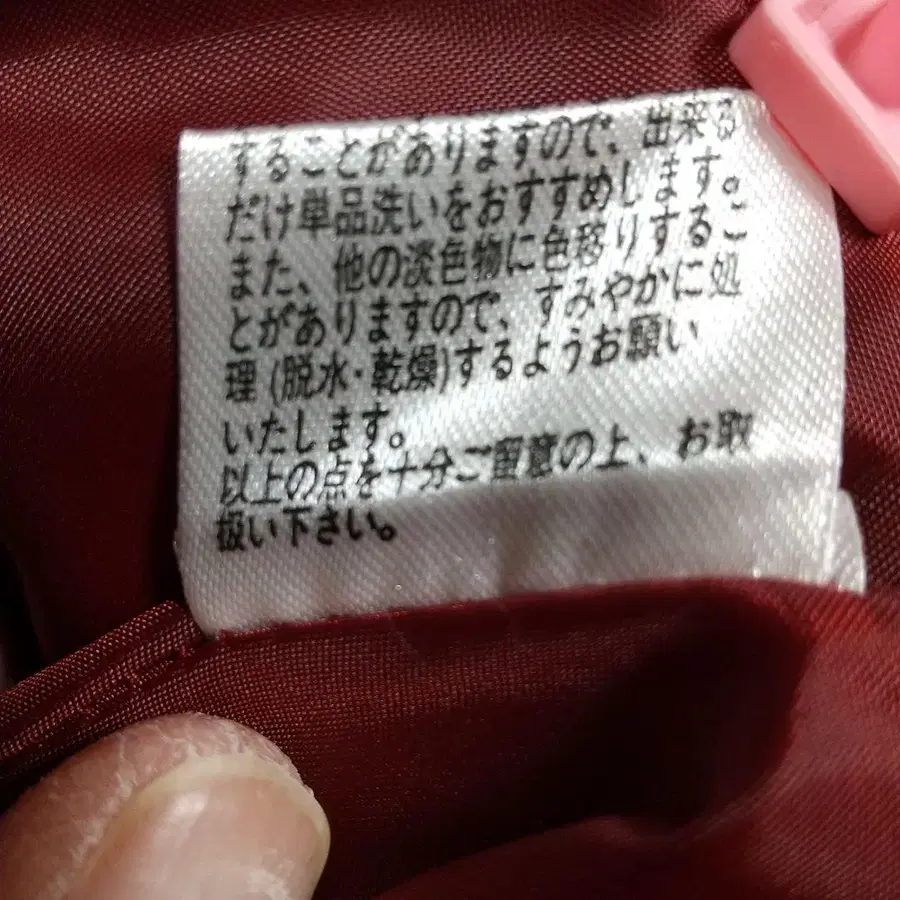 することがありますので、出来る
だけ単品洗いをおすすめします。
また、他の淡色物に色移りするこ
とがありますので、すみやかに処
理(脱水·乾燥)するようお願い
いたします。
以上の点を十分ご留意の上、お取
扱い下さい。